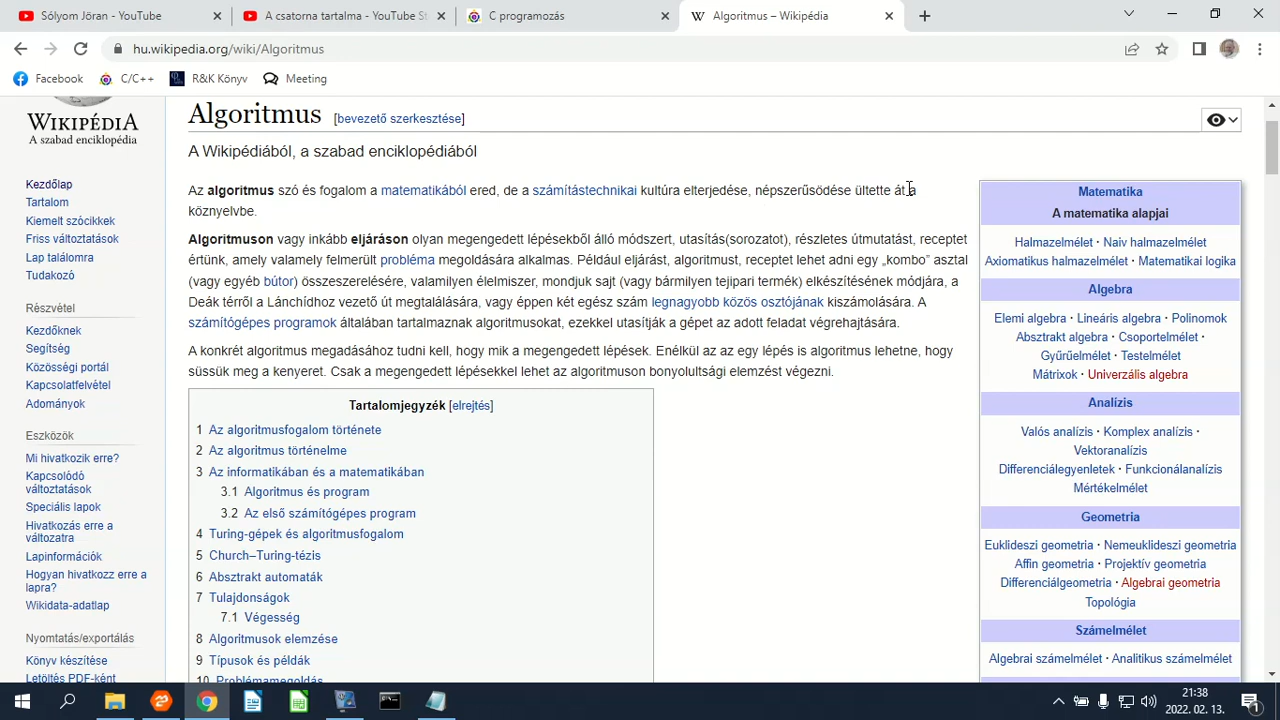 Sólyom Jöran - YouTube
A csatorna tartalma - YouTube St
C programozás
Algoritmus – Wikipédia
hu.wikipedia.org/wiki/Algoritmus
Facebook
C/C++
R&K Könyv
Meeting
WIKIPÉDIA
A szabad enciklopédia
Kezdőlap
Tartalom
Kiemelt szócikkek
Friss változtatások
Lap találomra
Tudakozó
Részvétel
Kezdőknek
Segítség
Közösségi portál
Kapcsolatfelvétel
Adományok
Eszközök
Mi hivatkozik erre?
Kapcsolódó
változtatások
Speciális lapok
Hivatkozás erre a
változatra
Lapinformációk
Hogyan hivatkozz erre a
lapra?
Wikidata-adatlap
Nyomtatás/exportálás
Könyv készítése
Letöltés PDF-ként
Algoritmus [bevezető szerkesztése]
A Wikipédiából, a szabad enciklopédiából
Az algoritmus szó és fogalom a matematikából ered, de a számítástechnikai kultúra elterjedése, népszerűsödése ültette át a
köznyelvbe.
Algoritmuson vagy inkább eljáráson olyan megengedett lépésekből álló módszert, utasítás(sorozatot), részletes útmutatást, receptet
értünk, amely valamely felmerült probléma megoldására alkalmas. Például eljárást, algoritmust, receptet lehet adni egy „kombo” asztal
(vagy egyéb bútor) összeszerelésére, valamilyen élelmiszer, mondjuk sajt (vagy bármilyen tejipari termék) elkészítésének módjára, a
Deák térről a Lánchídhoz vezető út megtalálására, vagy éppen két egész szám legnagyobb közös osztójának kiszámolására. A
számítógépes programok általában tartalmaznak algoritmusokat, ezekkel utasítják a gépet az adott feladat végrehajtására.
A konkrét algoritmus megadásához tudni kell, hogy mik a megengedett lépések. Enélkül az az egy lépés is algoritmus lehetne, hogy
süssük meg a kenyeret. Csak a megengedett lépésekkel lehet az algoritmuson bonyolultsági elemzést végezni.
Tartalomjegyzék [elrejtés]
1 Az algoritmusfogalom története
2 Az algoritmus történelme
3 Az informatikában és a matematikában
3.1 Algoritmus és program
3.2 Az első számítógépes program
4 Turing-gépek és algoritmusfogalom
5 Church–Turing-tézis
6 Absztrakt automaták
7 Tulajdonságok
7.1 Végesség
8 Algoritmusok elemzése
9 Típusok és példák
10 Problémamegoldás
Matematika
A matematika alapjai
Halmazelmélet · Naiv halmazelmélet
Axiomatikus halmazelmélet · Matematikai logika
Algebra
Elemi algebra · Lineáris algebra · Polinomok
Absztrakt algebra · Csoportelmélet ·
Gyűrűelmélet · Testelmélet
Mátrixok · Univerzális algebra
Analízis
Valós analízis · Komplex analízis ·
Vektoranalízis
Differenciálegyenletek · Funkcionálanalízis
Mértékelmélet
Geometria
Euklideszi geometria · Nemeuklideszi geometria
Affin geometria · Projektív geometria
Differenciálgeometria · Algebrai geometria
Topológia
Számelmélet
Algebrai számelmélet · Analitikus számelmélet
21:38
2022. 02. 13.
1